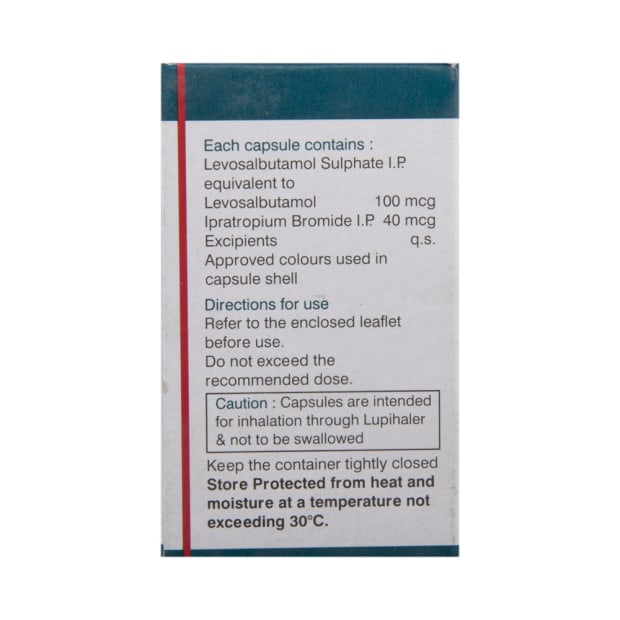 Each capsule contains :
Levosalbutamol Sulphate I.P.
equivalent to
Levosalbutamol 100 mcg
Ipratropium Bromide I.P. 40 mcg
Excipients q.s.
Approved colours used in
capsule shell
Directions for use
Refer to the enclosed leaflet
before use.
Do not exceed the
recommended dose.
Caution : Capsules are intended
for inhalation through Lupihaler
& not to be swallowed
Keep the container tightly closed
Store Protected from heat and
moisture at a temperature not
exceeding 30°C.